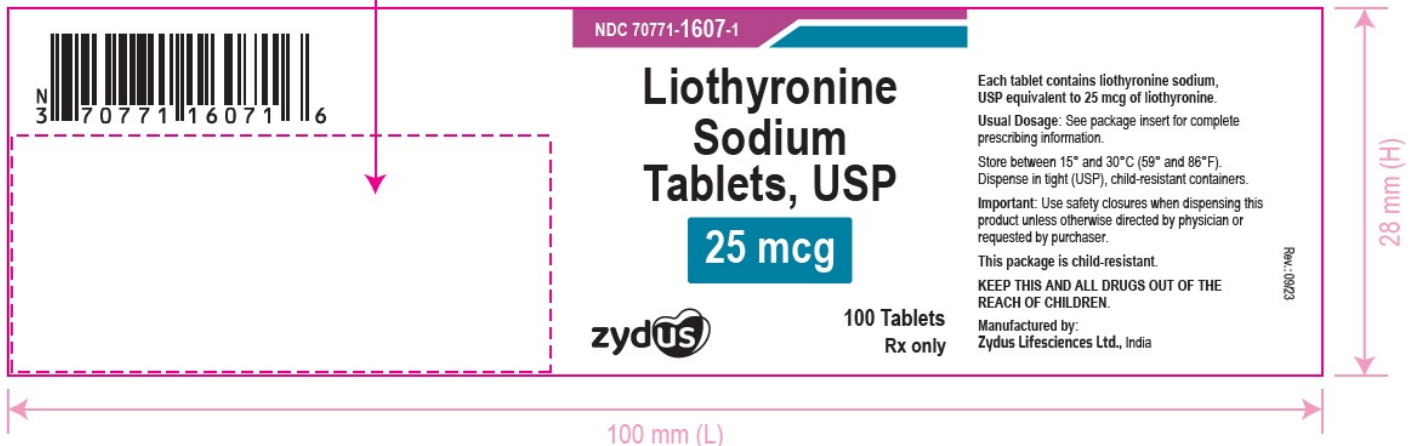 N
3 70771 16071 6
NDC 70771-1607-1
Liothyronine
Sodium
Tablets, USP
25 mcg
zydus
100 Tablets
Rx only
Each tablet contains liothyronine sodium,
USP equivalent to 25 mcg of liothyronine.
Usual Dosage: See package insert for complete
prescribing information.
Store between 15° and 30°C (59° and 86°F).
Dispense in tight (USP), child-resistant containers.
Important: Use safety closures when dispensing this
product unless otherwise directed by physician or
requested by purchaser.
This package is child-resistant.
KEEP THIS AND ALL DRUGS OUT OF THE
REACH OF CHILDREN.
Manufactured by:
Zydus Lifesciences Ltd., India
Rev.: 09/23
28 mm (H)
100 mm (L)